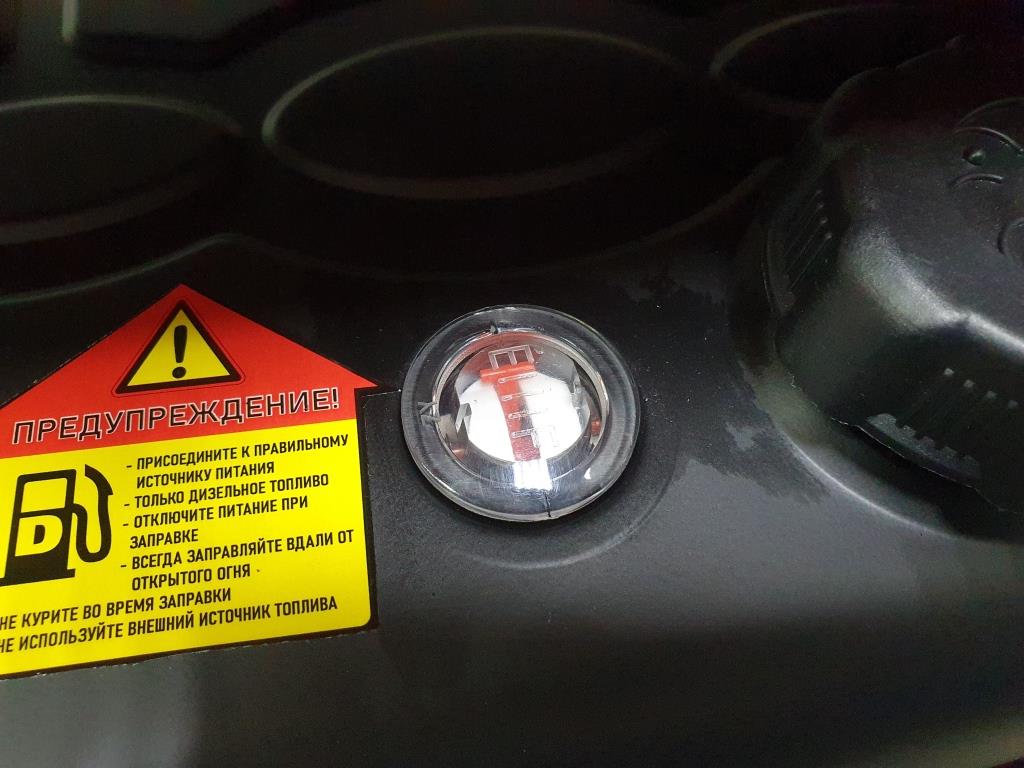 ПРЕДУПРЕЖДЕНИЕ!
- ПРИСОЕДИНИТЕ К ПРАВИЛЬНОМУ
ИСТОЧНИКУ ПИТАНИЯ
- ТОЛЬКО ДИЗЕЛЬНОЕ ТОПЛИВО
- ОТКЛЮЧИТЕ ПИТАНИЕ ПРИ
ЗАПРАВКЕ
- ВСЕГДА ЗАПРАВЛЯЙТЕ ВДАЛИ ОТ
ОТКРЫТОГО ОГНЯ
D
НЕ КУРИТЕ ВО ВРЕМЯ ЗАПРАВКИ
НЕ ИСПОЛЬЗУЙТЕ ВНЕШНИЙ ИСТОЧНИК ТОПЛИВА
E